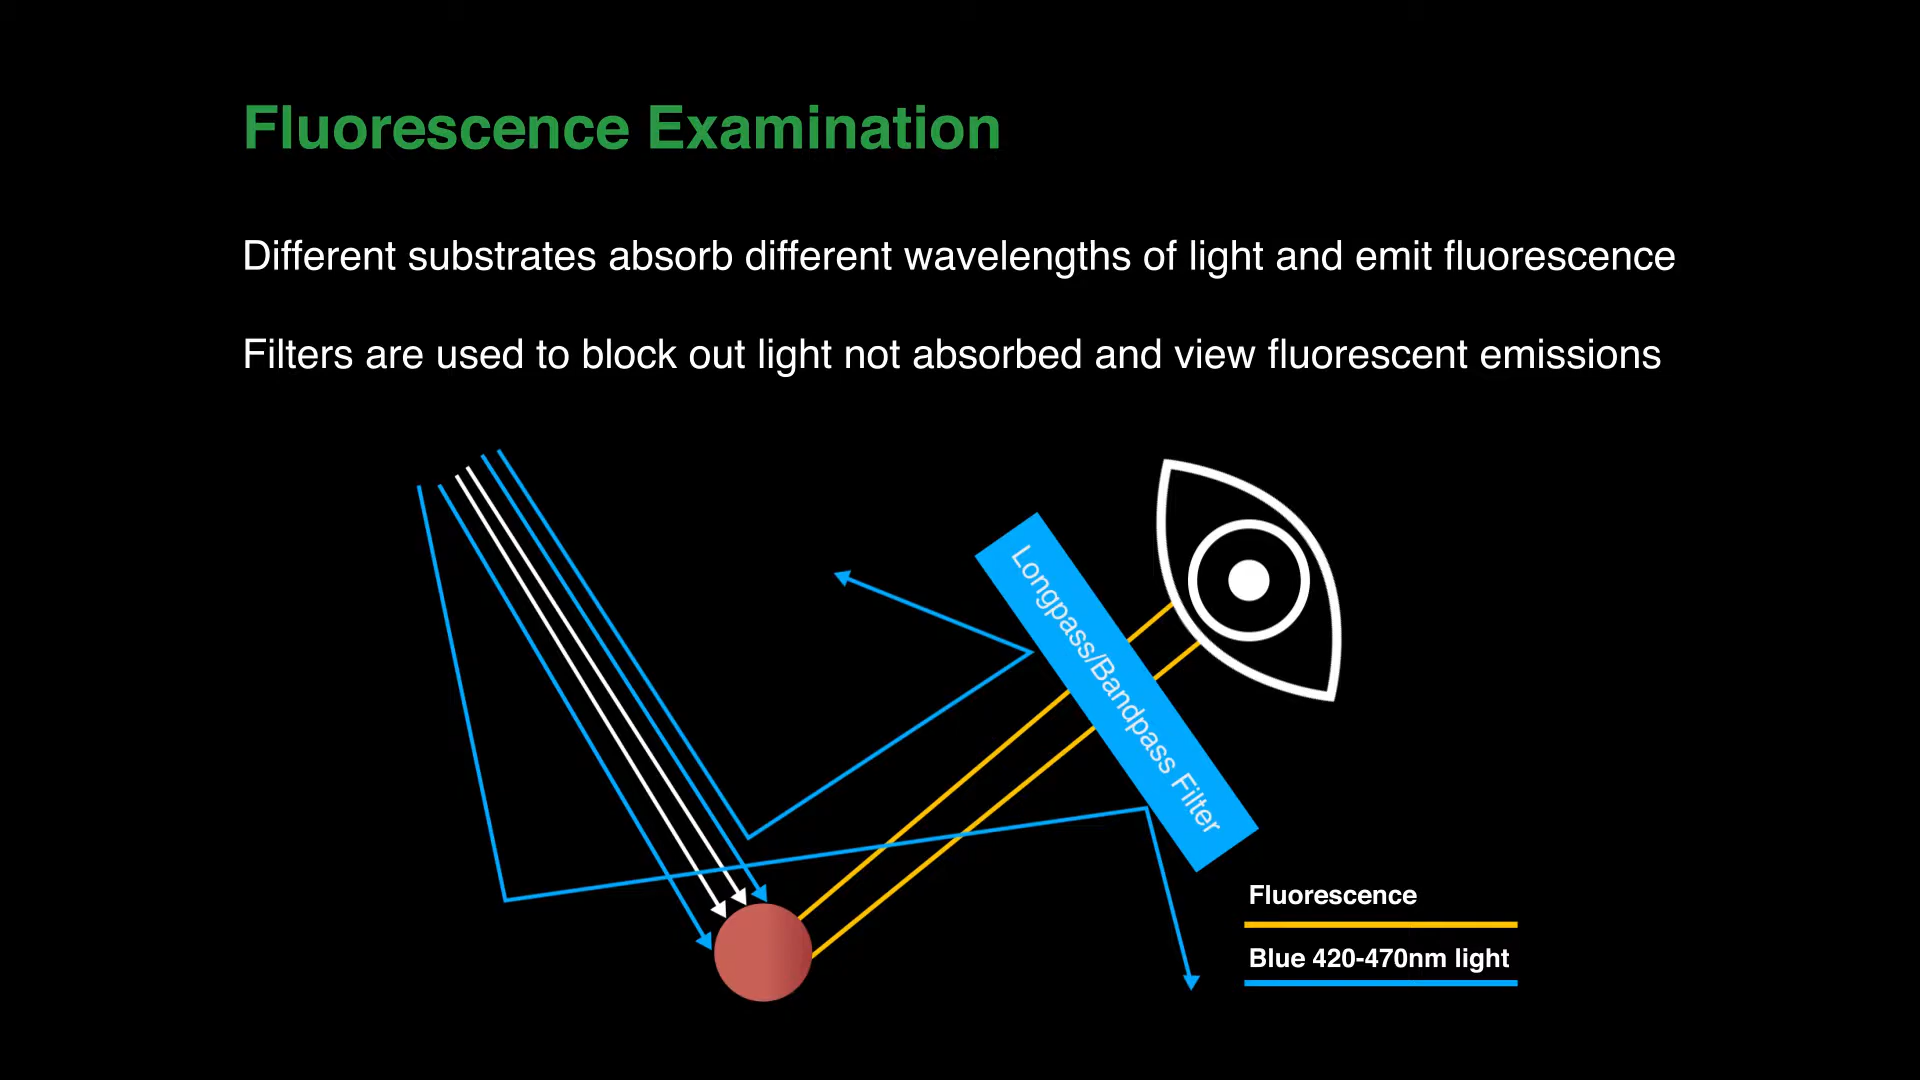 Fluorescence Examination
Different substrates absorb different wavelengths of light and emit fluorescence
Filters are used to block out light not absorbed and view fluorescent emissions
Longpass/Bandpass Filter
Fluorescence
Blue 420-470nm light